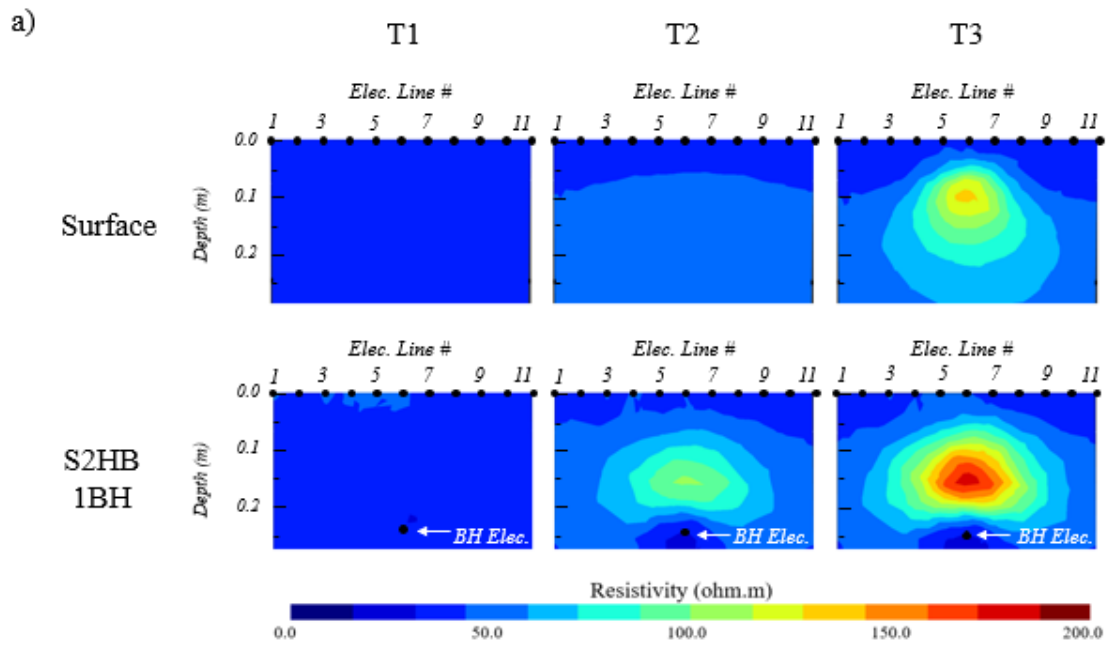 a)
T1 T2 T3
Elec. Line # Elec. Line # Elec. Line #
1 3 5 7 9 11 1 3 5 7 9 11 1 3 5 7 9 11
Surface
Depth (m)
0.0
0.1
0.2
Elec. Line # Elec. Line # Elec. Line #
1 3 5 7 9 11 1 3 5 7 9 11 1 3 5 7 9 11
S2HB
1BH
Depth (m)
0.0
0.1
0.2
BH Elec. BH Elec. BH Elec.
Resistivity (ohm.m)
0.0 50.0 100.0 150.0 200.0